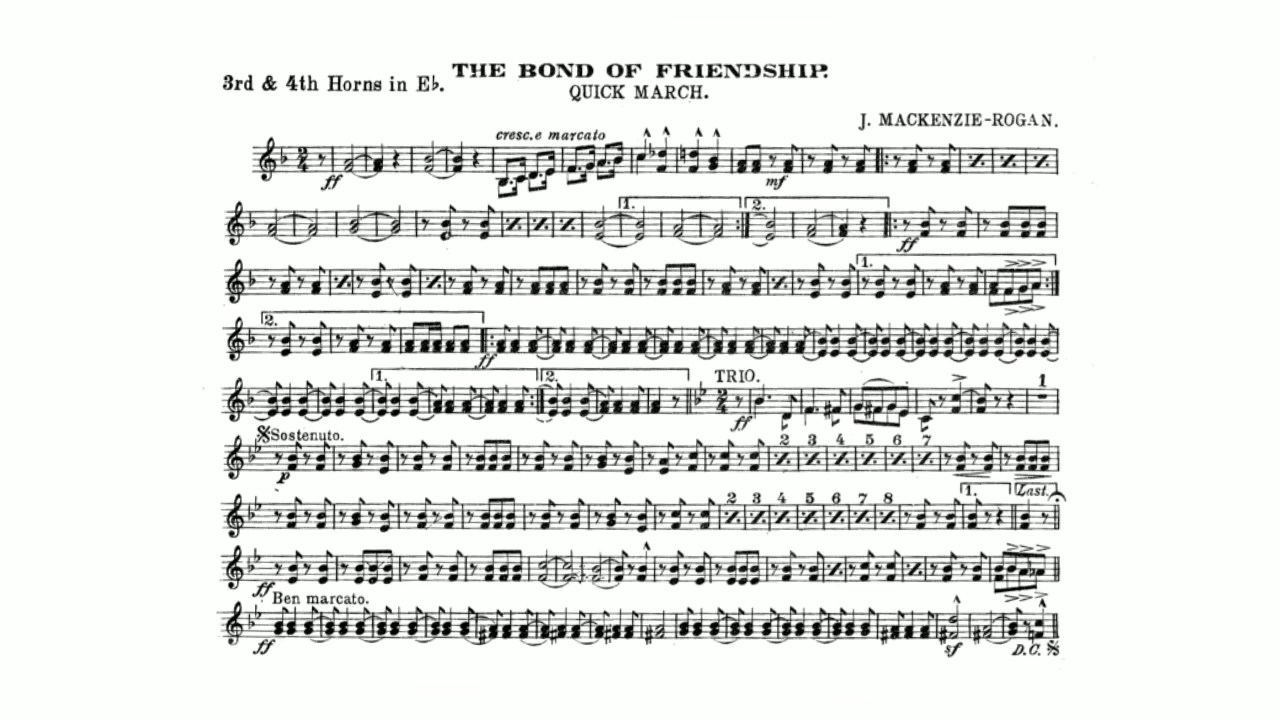 THE BOND OF FRIENDSHIP.
3rd & 4th Horns in E♭.
QUICK MARCH.
J. MACKENZIE-ROGAN.
cresc. e marcato
ff
mf
1.
2.
ff
1.
2.
ff
1.
2.
TRIO.
ff
1
Sostenuto.
p
2 3 4 5 6 7
2 3 4 5 6 7 8
1.
Last.
ff
Ben marcato.
ff
sf
D.C.